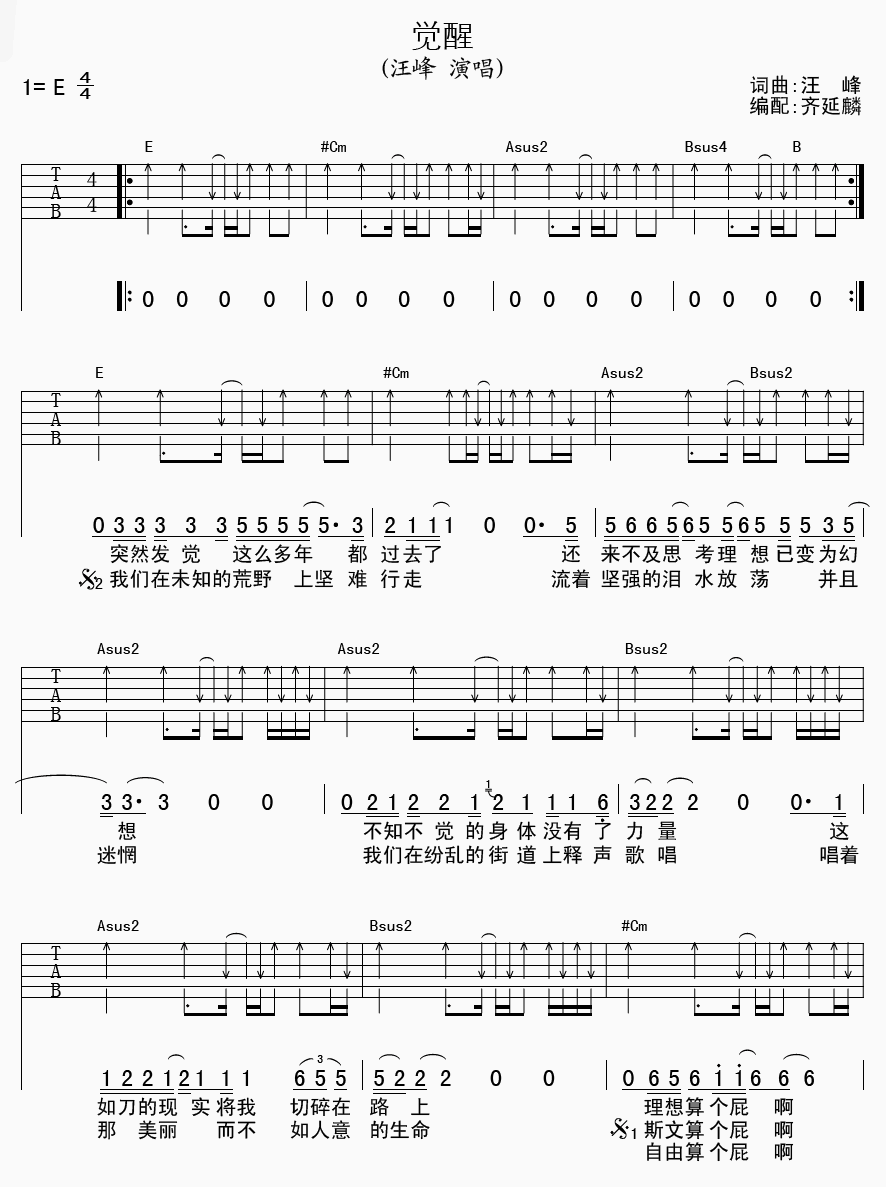 觉醒
(汪峰 演唱)
1= E 4/4
词曲:汪 峰
编配:齐延麟
E #Cm Asus2 Bsus4 B
T A B 4/4
0 0 0 0 0 0 0 0 0 0 0 0 0 0 0 0
E #Cm Asus2 Bsus2
T A B
0 3 3 3 3 3 5 5 5 5 5· 3 2 1 1 1 0 0 0· 5 5 6 6 5 6 5 5 6 5 5 3 5
突然发觉 这么多年 都 过去了 还 来不及思 考理 想已变为幻
2 我们在未知的荒野 上坚 难 行走 流着 坚强的泪 水放 荡 并且
Asus2 Asus2 Bsus2
T A B
3 3· 3 0 0 0 2 1 2 2 1 1 2 1 1 1 6 3 2 2 2 0 0· 1
想 不知不 觉 的身 体没有了 力 量 这
迷惘 我们在纷乱的街 道上释 声 歌 唱 唱着
Asus2 Bsus2 #Cm
T A B
1 2 2 1 2 1 1 1 6 5 5 3 5 2 2 2 0 0 0 6 5 6 1 1 6 6 6
如刀的现 实将我 切碎在 路 上 理想算 个屁 啊
那 美丽 而不 如人意 的生命 1 斯文算 个屁 啊
自由算 个屁 啊